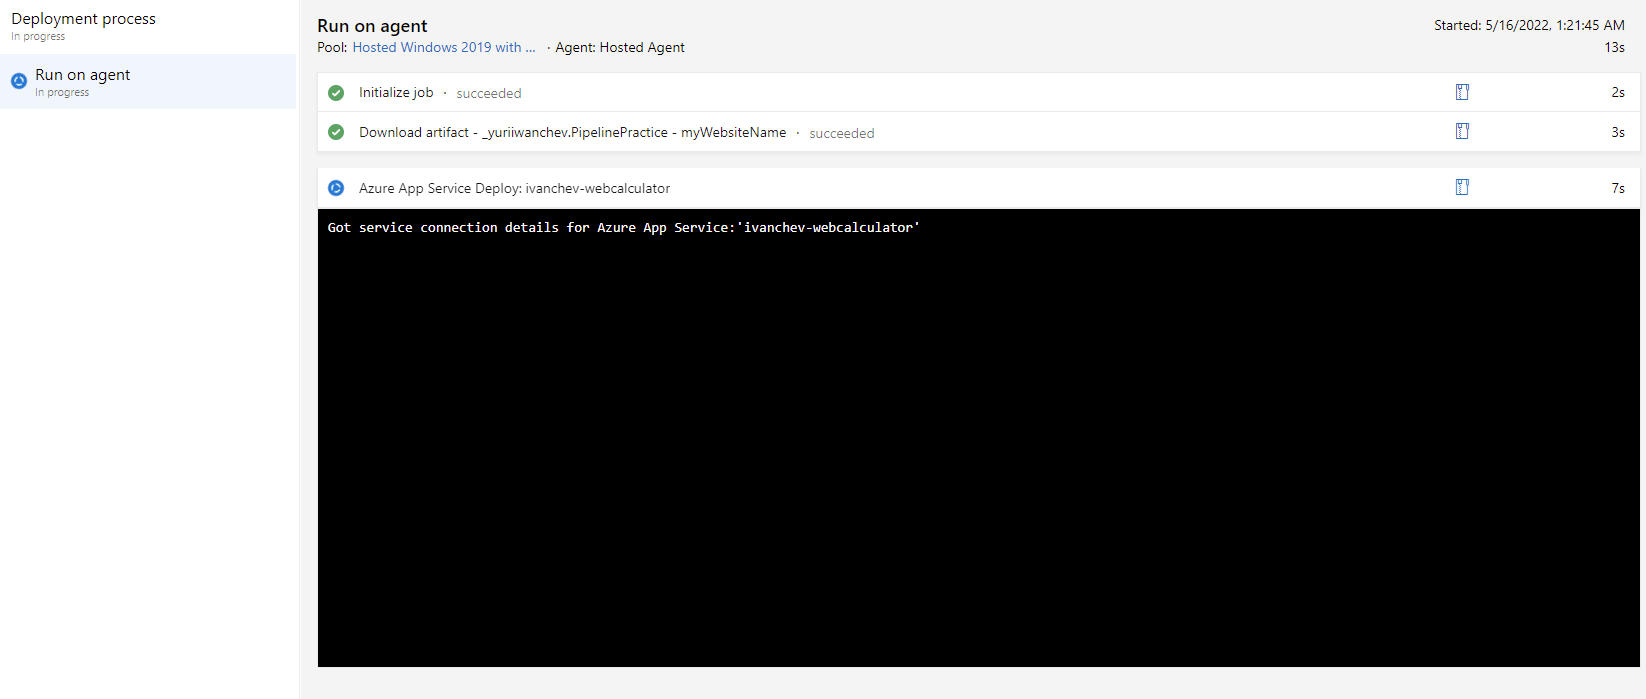 Deployment process
In progress
Run on agent
In progress
Run on agent
Started: 5/16/2022, 1:21:45 AM
Pool: Hosted Windows 2019 with ... · Agent: Hosted Agent
13s
Initialize job · succeeded
2s
Download artifact - _yuriiwanchev.PipelinePractice - myWebsiteName · succeeded
3s
Azure App Service Deploy: ivanchev-webcalculator
7s
Got service connection details for Azure App Service:'ivanchev-webcalculator'